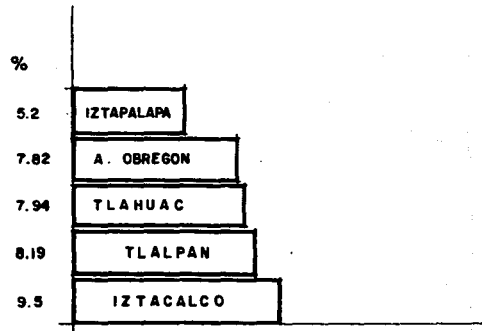 %
5.2 IZTAPALAPA
7.82 A. OBREGON
7.94 TLAHUAC
8.19 TLALPAN
9.5 IZTACALCO